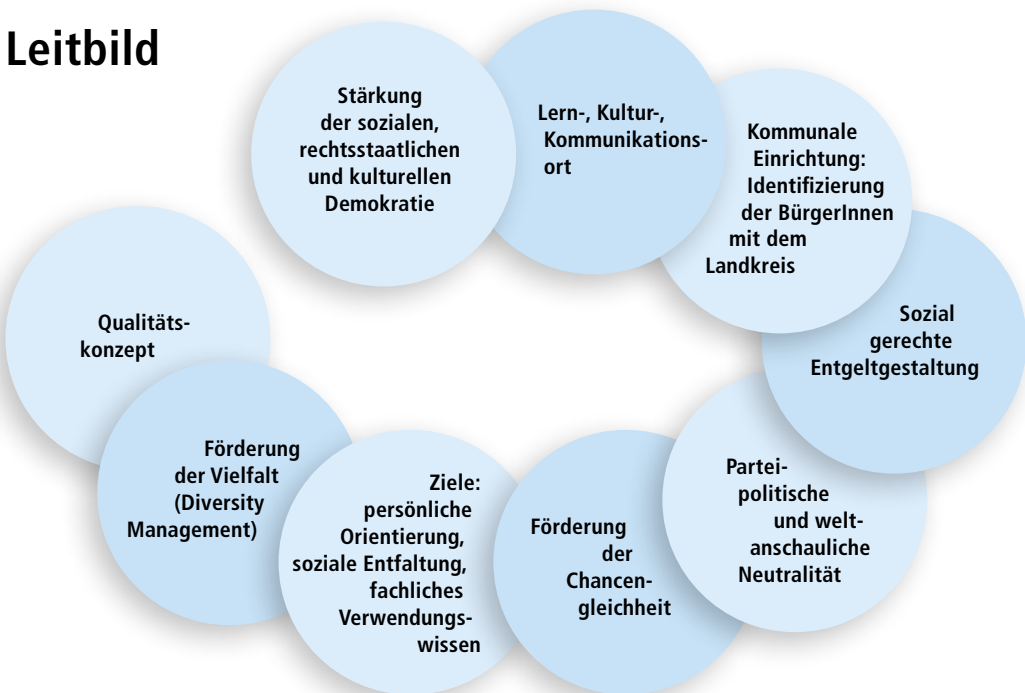 Leitbild
Stärkung
der sozialen,
rechtsstaatlichen
und kulturellen
Demokratie
Lern-, Kultur-,
Kommunikations-
ort
Kommunale
Einrichtung:
Identifizierung
der BürgerInnen
mit dem
Landkreis
Sozial
gerechte
Entgeltgestaltung
Partei-
politische
und welt-
anschauliche
Neutralität
Förderung
der
Chancen-
gleichheit
Ziele:
persönliche
Orientierung,
soziale Entfaltung,
fachliches
Verwendungs-
wissen
Förderung
der Vielfalt
(Diversity
Management)
Qualitäts-
konzept